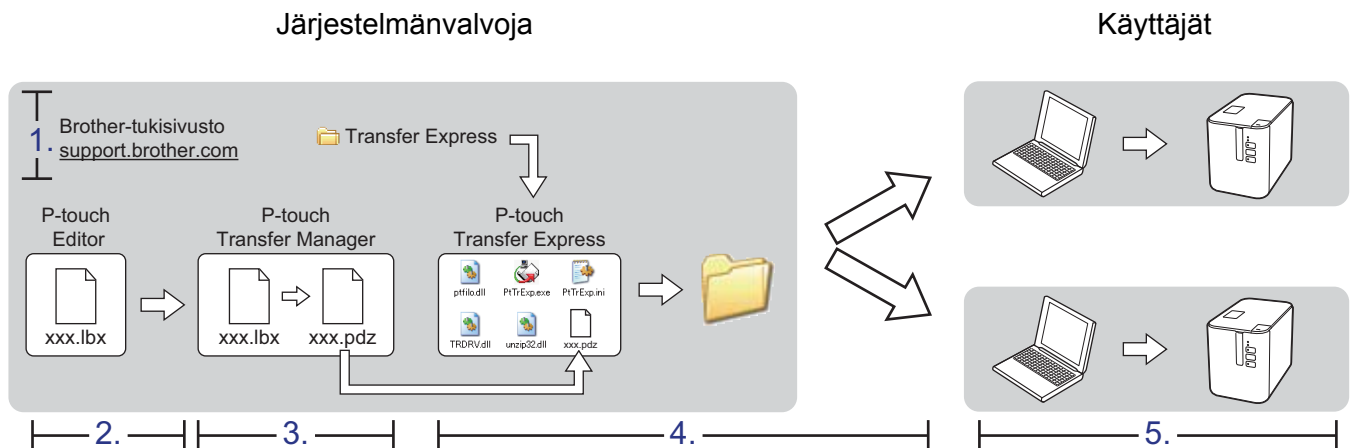 Järjestelmänvalvoja
Käyttäjät
1.
Brother-tukisivusto
support.brother.com
Transfer Express
P-touch
Editor
xxx.lbx
P-touch
Transfer Manager
xxx.lbx
xxx.pdz
P-touch
Transfer Express
ptfilo.dll
PtTrExp.exe
PtTrExp.ini
TRDRV.dll
unzip32.dll
xxx.pdz
2.
3.
4.
5.